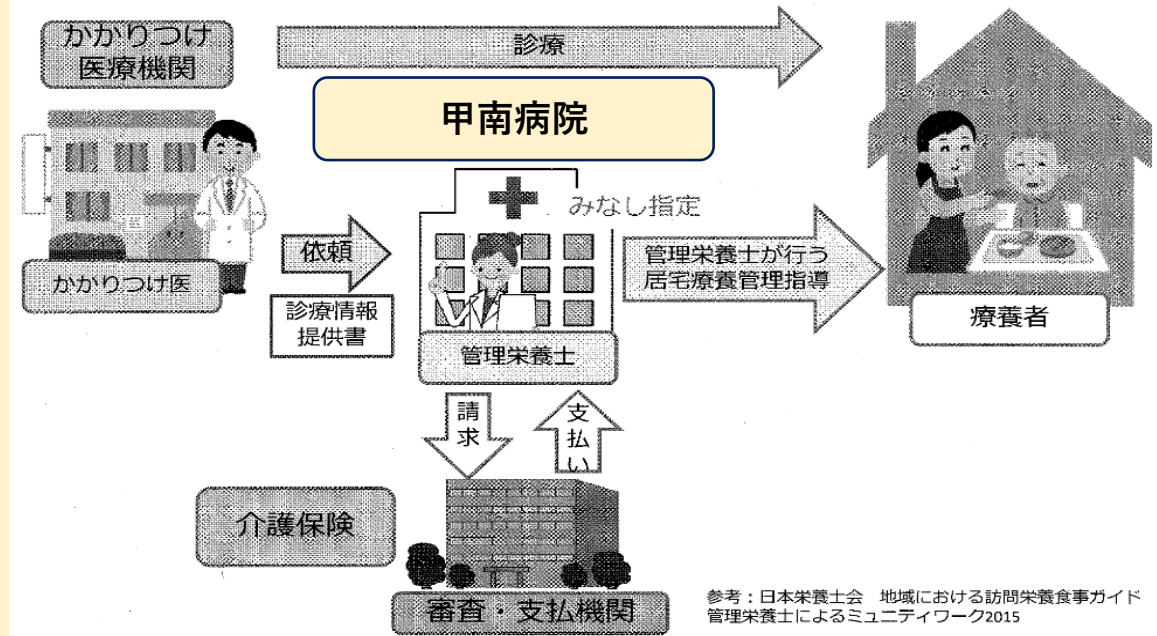 かかりつけ
医療機関
診療
甲南病院
みなし指定
依頼
管理栄養士が行う
居宅療養管理指導
かかりつけ医
診療情報
提供書
療養者
管理栄養士
請求
支払い
介護保険
審査・支払機関
参考：日本栄養士会　地域における訪問栄養食事ガイド
管理栄養士によるミュニティワーク2015